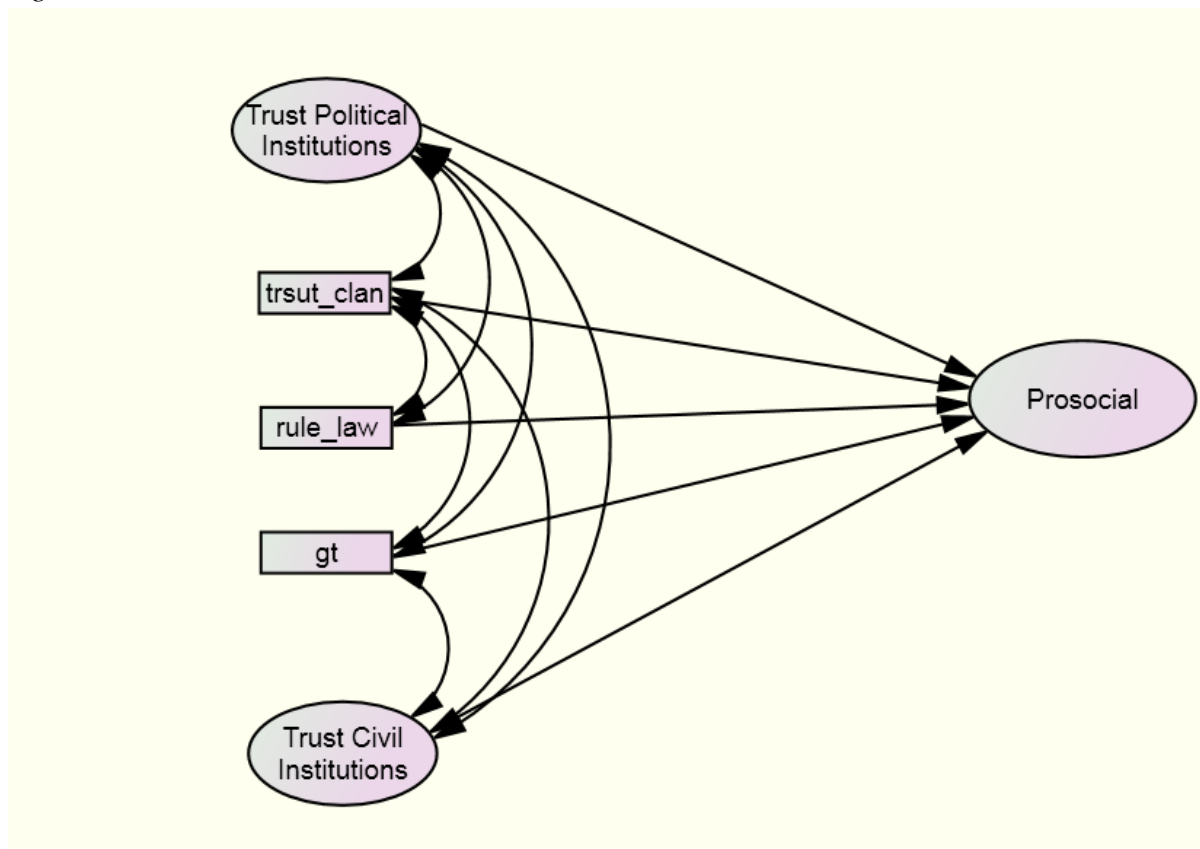 Trust Political
Institutions
trsut_clan
rule_law
gt
Trust Civil
Institutions
Prosocial